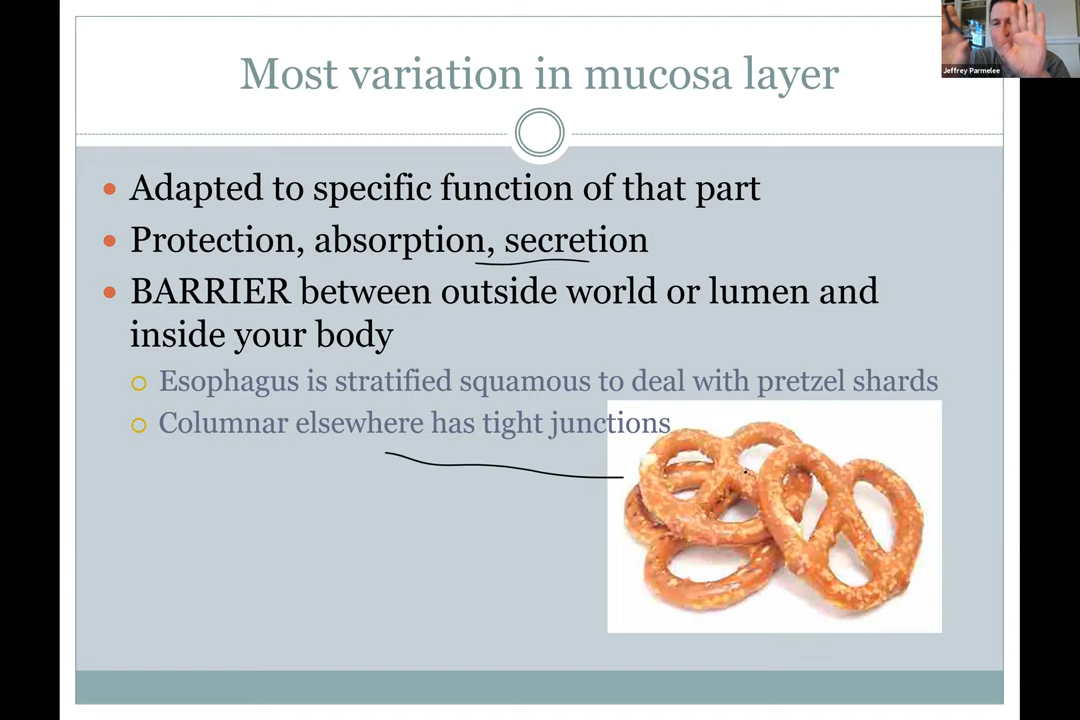 Jeffrey Parmelee
Most variation in mucosa layer
Adapted to specific function of that part
Protection, absorption, secretion
BARRIER between outside world or lumen and
inside your body
Esophagus is stratified squamous to deal with pretzel shards
Columnar elsewhere has tight junctions